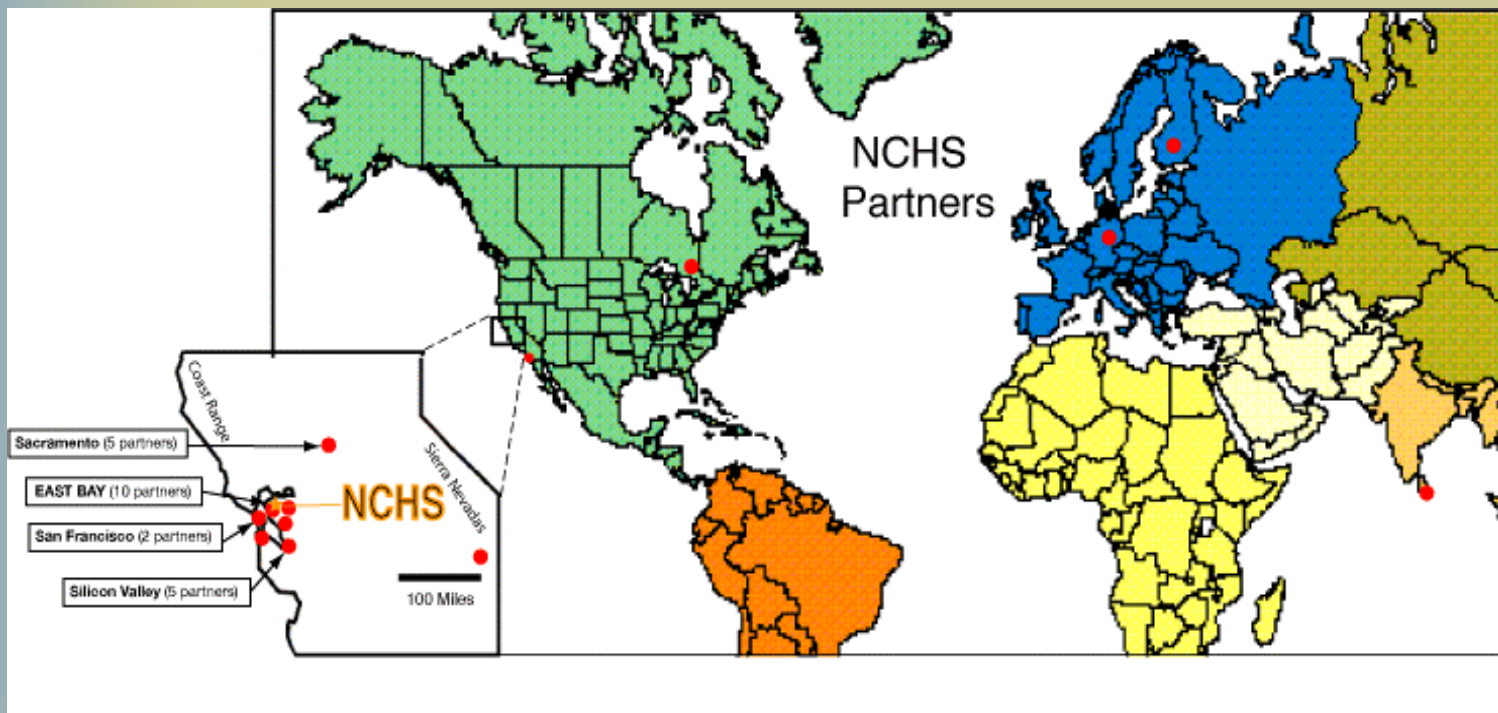 NCHS
Partners
Coast Range
Sacramento (5 partners)
Sierra Nevadas
EAST BAY (10 partners)
NCHS
San Francisco (2 partners)
Silicon Valley (5 partners)
100 Miles